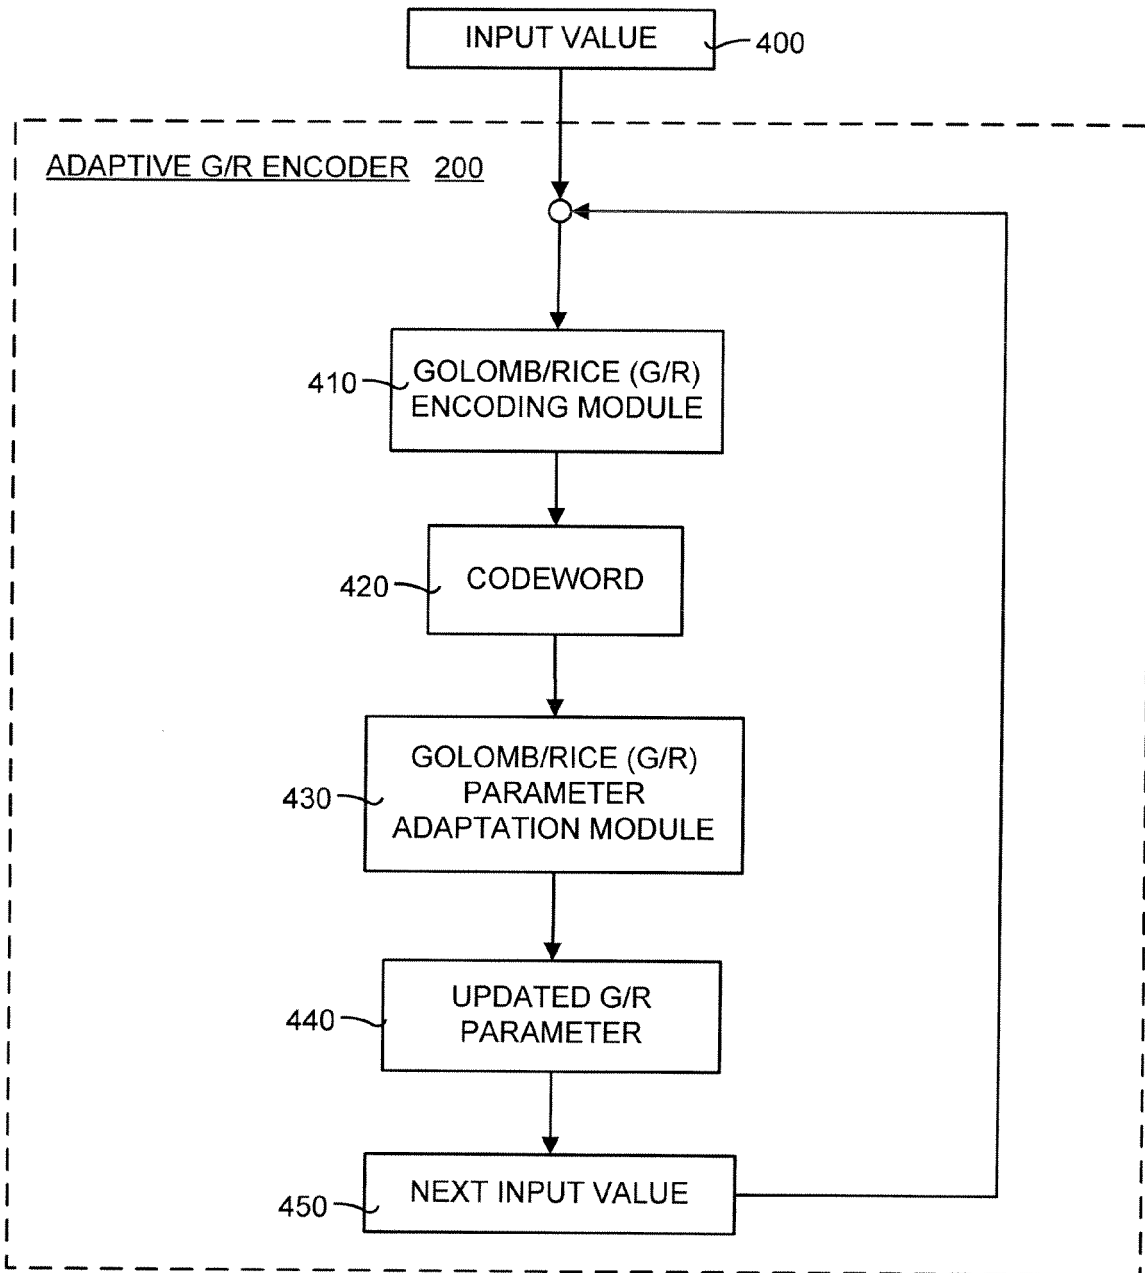 INPUT VALUE
400
ADAPTIVE G/R ENCODER 200
410
GOLOMB/RICE (G/R)
ENCODING MODULE
420
CODEWORD
430
GOLOMB/RICE (G/R)
PARAMETER
ADAPTATION MODULE
440
UPDATED G/R
PARAMETER
450
NEXT INPUT VALUE